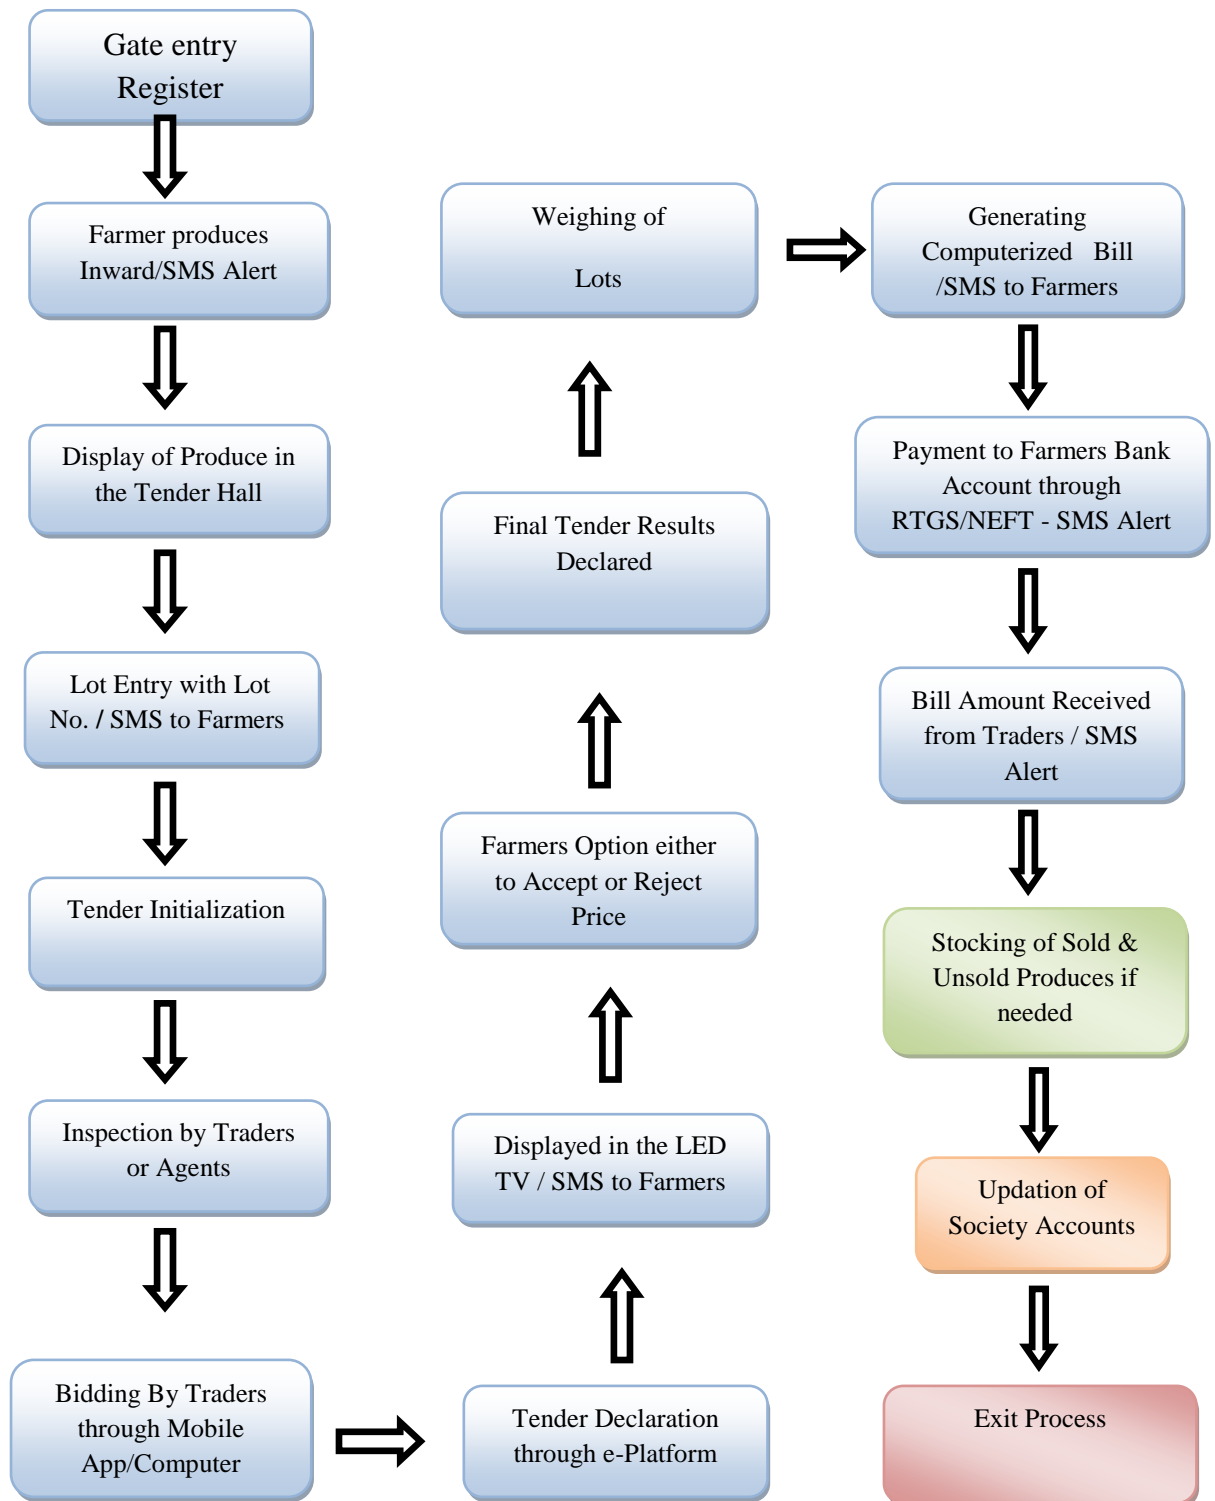 Gate entry
Register
Farmer produces
Inward/SMS Alert
Display of Produce in
the Tender Hall
Lot Entry with Lot
No. / SMS to Farmers
Tender Initialization
Inspection by Traders
or Agents
Bidding By Traders
through Mobile
App/Computer
Tender Declaration
through e-Platform
Displayed in the LED
TV / SMS to Farmers
Farmers Option either
to Accept or Reject
Price
Final Tender Results
Declared
Weighing of
Lots
Generating
Computerized Bill
/SMS to Farmers
Payment to Farmers Bank
Account through
RTGS/NEFT - SMS Alert
Bill Amount Received
from Traders / SMS
Alert
Stocking of Sold &
Unsold Produces if
needed
Updation of
Society Accounts
Exit Process